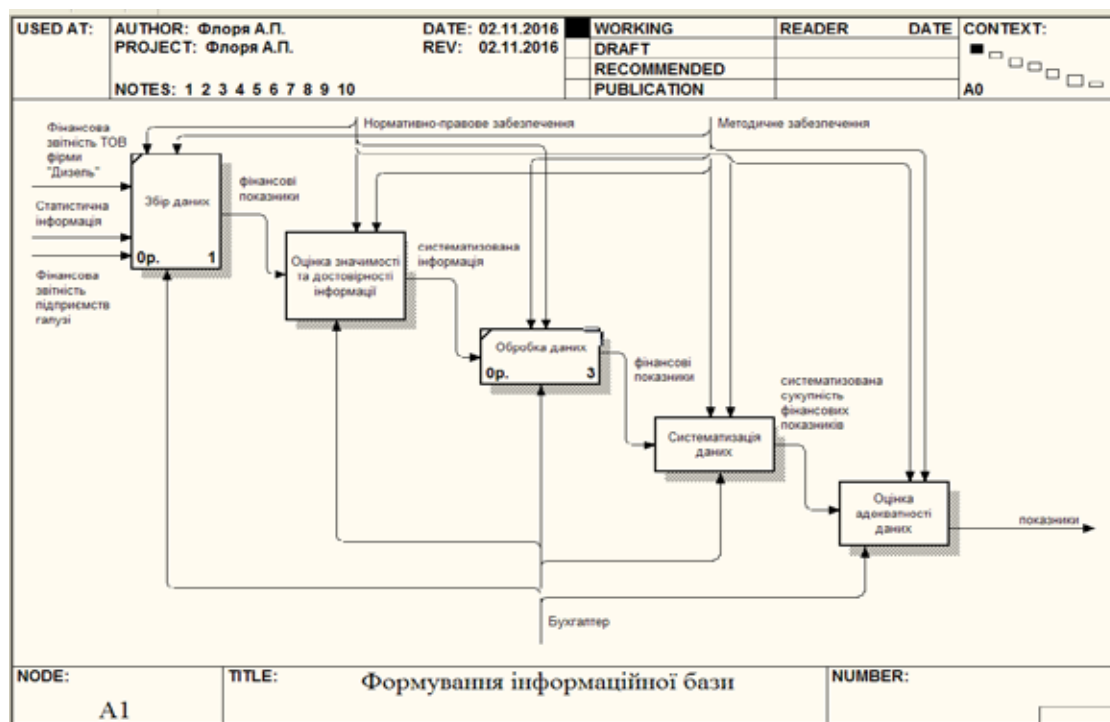 USED AT:
AUTHOR: Флоря А.П.
DATE: 02.11.2016
PROJECT: Флоря А.П.
REV: 02.11.2016
NOTES: 1 2 3 4 5 6 7 8 9 10
WORKING
DRAFT
RECOMMENDED
PUBLICATION
READER
DATE
CONTEXT:
A0
Фінансова
звітність ТОВ
фірми
"Дизель"
Нормативно-правове забезпечення
Методичне забезпечення
Статистична
інформація
Фінансова
звітність
підприємств
галузі
Збір даних
0р. 1
фінансові
показники
Оцінка значимості
та достовірності
інформації
систематизована
інформація
Обробка даних
0р. 3
фінансові
показники
Систематизація
даних
систематизована
сукупність
фінансових
показників
Оцінка
адекватності
даних
показники
Бухгалтер
NODE:
A1
TITLE:
Формування інформаційної бази
NUMBER: